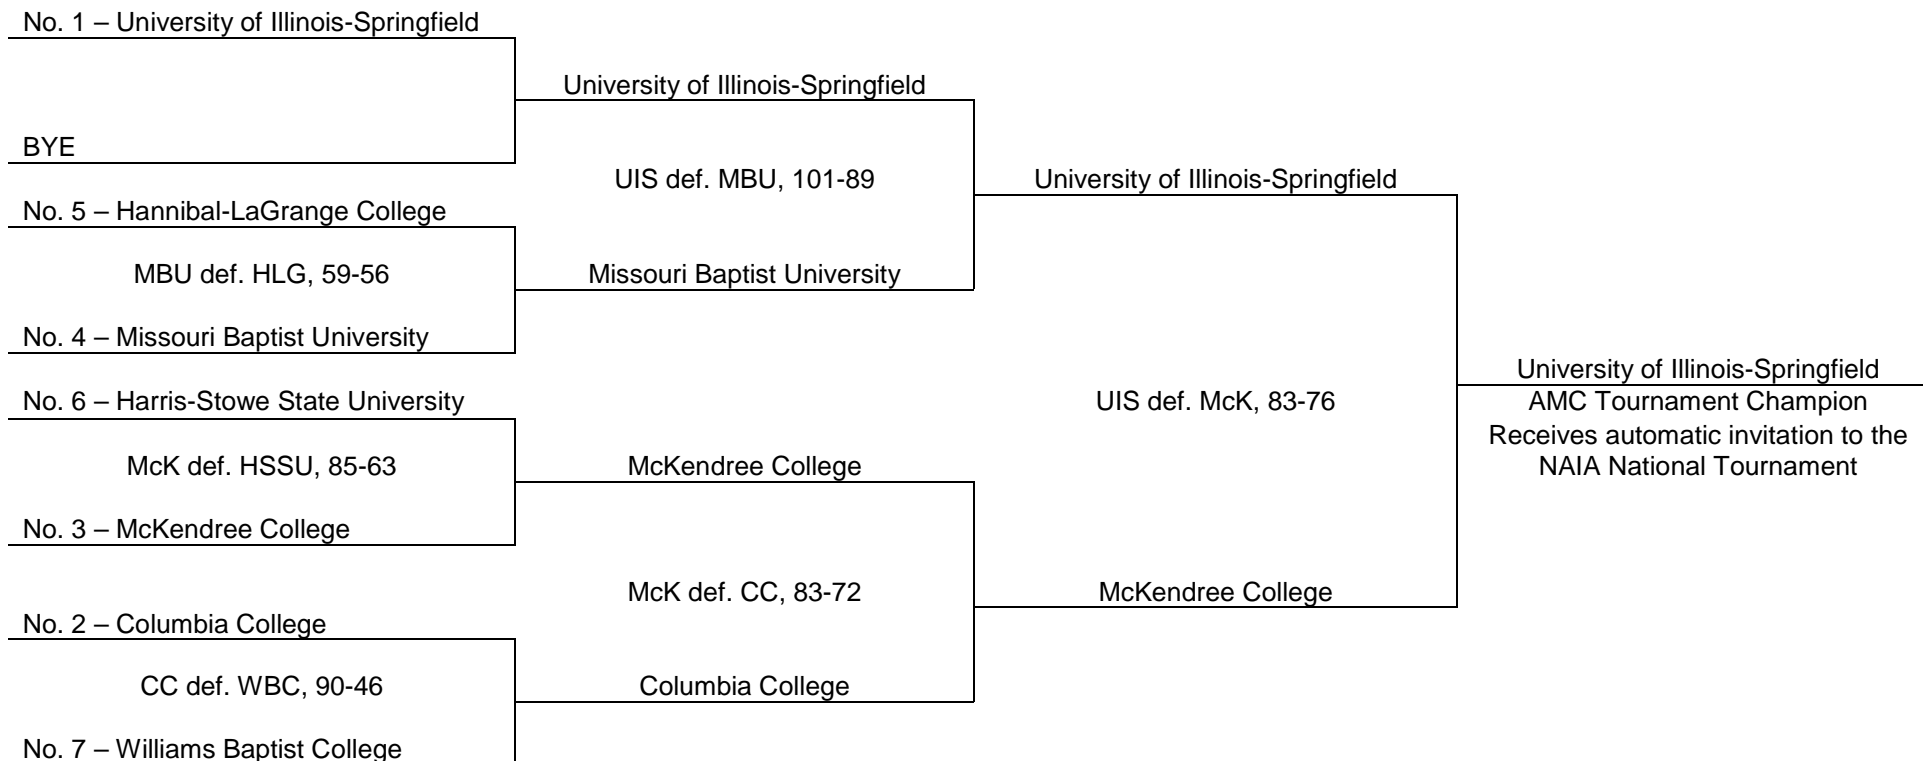 No. 1 – University of Illinois-Springfield
University of Illinois-Springfield
BYE
UIS def. MBU, 101-89
University of Illinois-Springfield
No. 5 – Hannibal-LaGrange College
MBU def. HLG, 59-56
Missouri Baptist University
No. 4 – Missouri Baptist University
University of Illinois-Springfield
No. 6 – Harris-Stowe State University
UIS def. McK, 83-76
AMC Tournament Champion
Receives automatic invitation to the
McK def. HSSU, 85-63
McKendree College
NAIA National Tournament
No. 3 – McKendree College
McK def. CC, 83-72
McKendree College
No. 2 – Columbia College
CC def. WBC, 90-46
Columbia College
No. 7 – Williams Baptist College